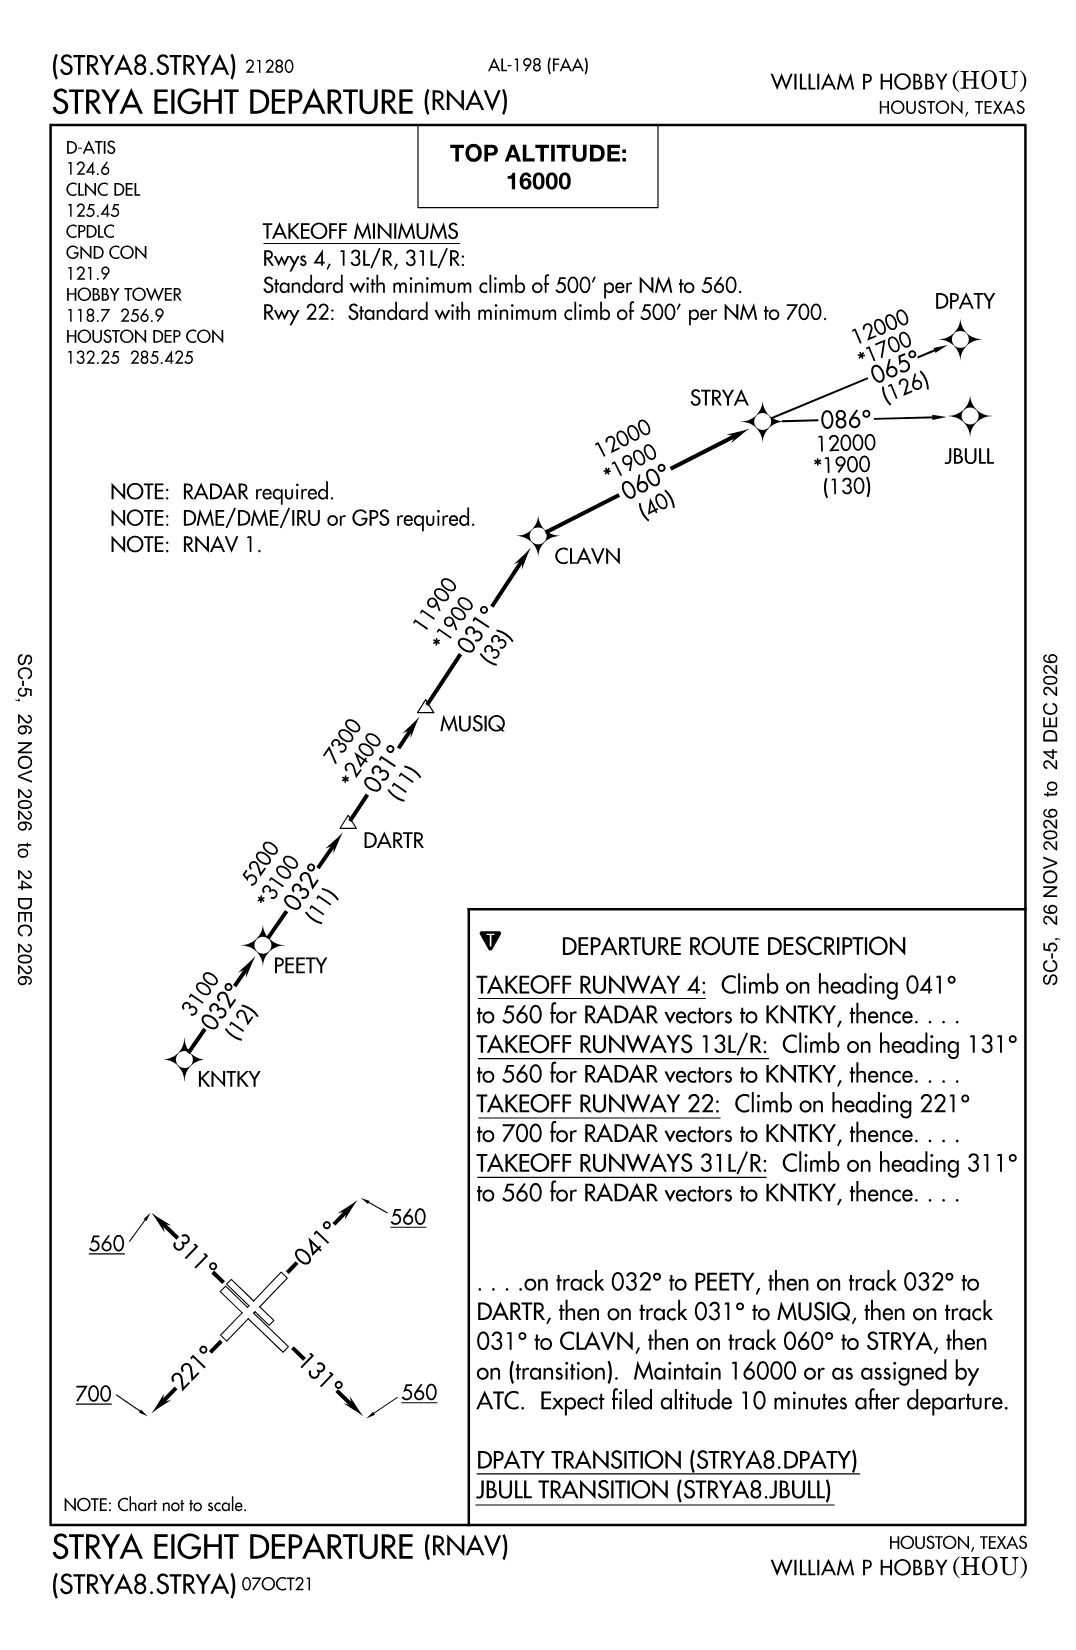 (STRYA8.STRYA) 21280
AL-198 (FAA)
WILLIAM P HOBBY (HOU)
STRYA EIGHT DEPARTURE (RNAV)
HOUSTON, TEXAS
D-ATIS
124.6
CLNC DEL
125.45
CPDLC
GND CON
121.9
HOBBY TOWER
118.7 256.9
HOUSTON DEP CON
132.25 285.425
TOP ALTITUDE:
16000
TAKEOFF MINIMUMS
Rwys 4, 13L/R, 31L/R:
Standard with minimum climb of 500' per NM to 560.
Rwy 22: Standard with minimum climb of 500' per NM to 700.
DPATY
12000
*1700
065°
(126)
STRYA
086°
12000
*1900
(130)
JBULL
12000
*1900
060°
(40)
NOTE: RADAR required.
NOTE: DME/DME/IRU or GPS required.
NOTE: RNAV 1.
CLAVN
11900
*1900
031°
(33)
MUSIQ
7300
*2400
031°
(11)
DARTR
5200
*3100
032°
(11)
PEETY
3100
032°
(12)
KNTKY
SC-5, 26 NOV 2026 to 24 DEC 2026
SC-5, 26 NOV 2026 to 24 DEC 2026
T
DEPARTURE ROUTE DESCRIPTION
TAKEOFF RUNWAY 4: Climb on heading 041°
to 560 for RADAR vectors to KNTKY, thence. . . .
TAKEOFF RUNWAYS 13L/R: Climb on heading 131°
to 560 for RADAR vectors to KNTKY, thence. . . .
TAKEOFF RUNWAY 22: Climb on heading 221°
to 700 for RADAR vectors to KNTKY, thence. . . .
TAKEOFF RUNWAYS 31L/R: Climb on heading 311°
to 560 for RADAR vectors to KNTKY, thence. . . .
. . . .on track 032° to PEETY, then on track 032° to
DARTR, then on track 031° to MUSIQ, then on track
031° to CLAVN, then on track 060° to STRYA, then
on (transition). Maintain 16000 or as assigned by
ATC. Expect filed altitude 10 minutes after departure.
DPATY TRANSITION (STRYA8.DPATY)
JBULL TRANSITION (STRYA8.JBULL)
560
311°
041°
560
700
221°
131°
560
NOTE: Chart not to scale.
STRYA EIGHT DEPARTURE (RNAV)
(STRYA8.STRYA) 07OCT21
HOUSTON, TEXAS
WILLIAM P HOBBY (HOU)